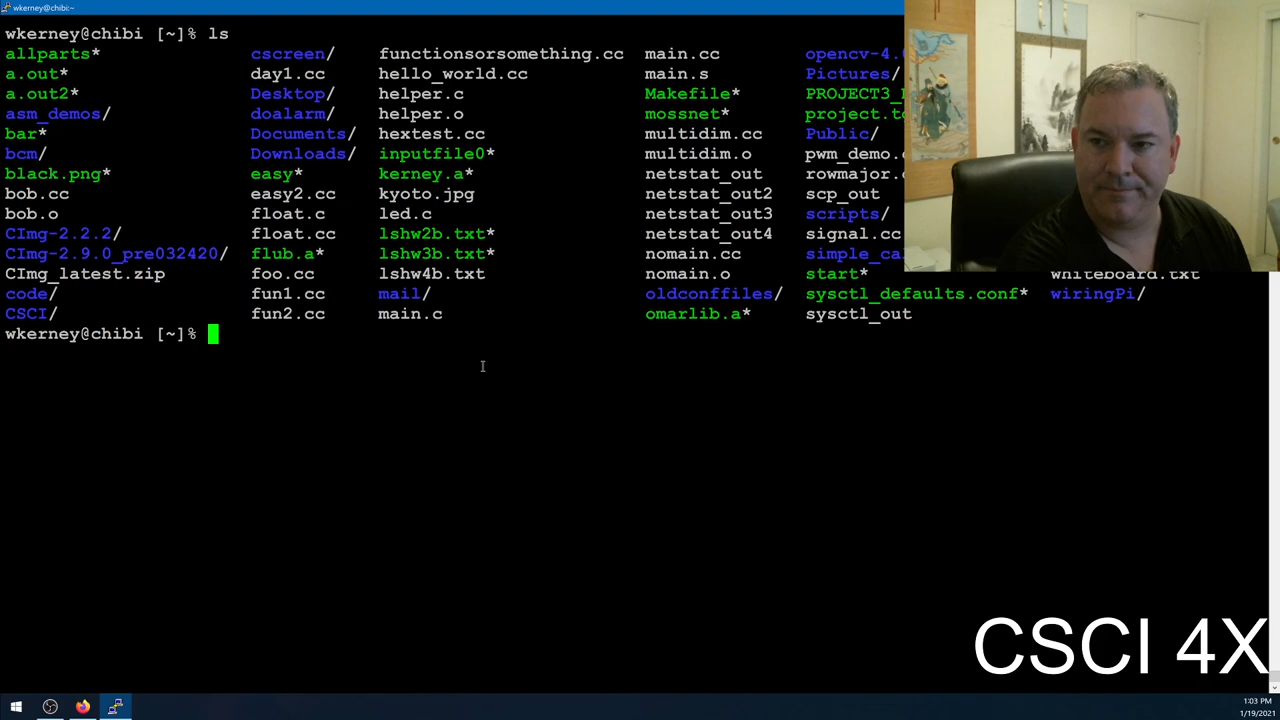 wkerney@chibi:~
wkerney@chibi [~]% ls
allparts* cscreen/ functionsorsomething.cc main.cc opencv-4.
a.out* day1.cc hello_world.cc main.s Pictures/
a.out2* Desktop/ helper.c Makefile* PROJECT3_
asm_demos/ doalarm/ helper.o mossnet* project.
bar* Documents/ hextest.cc multidim.cc Public/
bcm/ Downloads/ inputfile0* multidim.o pwm_demo.
black.png* easy* kerney.a* netstat_out rowmajor.
bob.cc easy2.cc kyoto.jpg netstat_out2 scp_out
bob.o float.c led.c netstat_out3 scripts/
CImg-2.2.2/ float.cc lshw2b.txt* netstat_out4 signal.cc
CImg-2.9.0_pre032420/ flub.a* lshw3b.txt* nomain.cc simple_
CImg_latest.zip foo.cc lshw4b.txt nomain.o start* whiteboard.txt
code/ fun1.cc mail/ oldconffiles/ sysctl_defaults.conf* wiringPi/
CSCI/ fun2.cc main.c omarlib.a* sysctl_out
wkerney@chibi [~]%
CSCI 4X
1:03 PM
1/19/2021